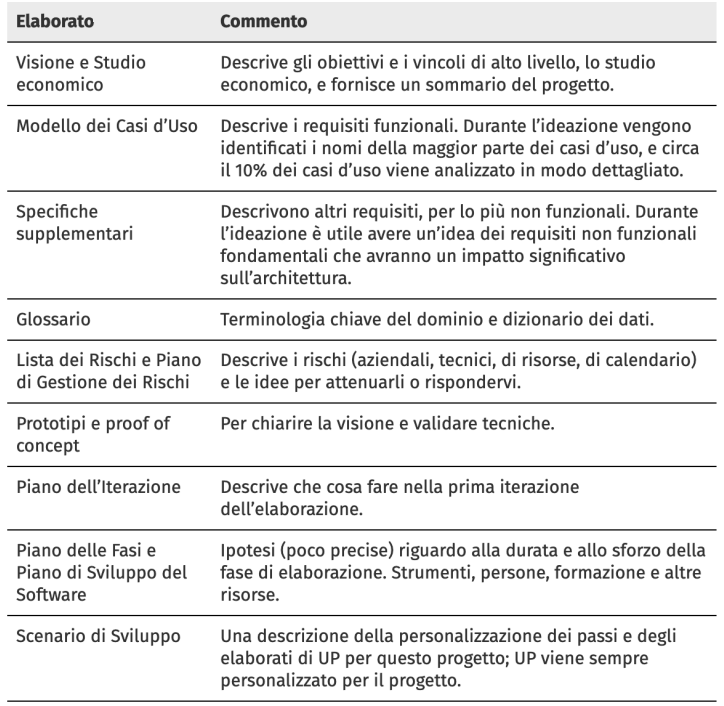 Elaborato Commento
Visione e Studio
economico
Descrive gli obiettivi e i vincoli di alto livello, lo studio
economico, e fornisce un sommario del progetto.
Modello dei Casi d’Uso
Descrive i requisiti funzionali. Durante l’ideazione vengono
identificati i nomi della maggior parte dei casi d’uso, e circa
il 10% dei casi d’uso viene analizzato in modo dettagliato.
Specifiche
supplementari
Descrivono altri requisiti, per lo più non funzionali. Durante
l’ideazione è utile avere un’idea dei requisiti non funzionali
fondamentali che avranno un impatto significativo
sull’architettura.
Glossario
Terminologia chiave del dominio e dizionario dei dati.
Lista dei Rischi e Piano
di Gestione dei Rischi
Descrive i rischi (aziendali, tecnici, di risorse, di calendario)
e le idee per attenuarli o rispondervi.
Prototipi e proof of
concept
Per chiarire la visione e validare tecniche.
Piano dell’Iterazione
Descrive che cosa fare nella prima iterazione
dell’elaborazione.
Piano delle Fasi e
Piano di Sviluppo del
Software
Ipotesi (poco precise) riguardo alla durata e allo sforzo della
fase di elaborazione. Strumenti, persone, formazione e altre
risorse.
Scenario di Sviluppo
Una descrizione della personalizzazione dei passi e degli
elaborati di UP per questo progetto; UP viene sempre
personalizzato per il progetto.